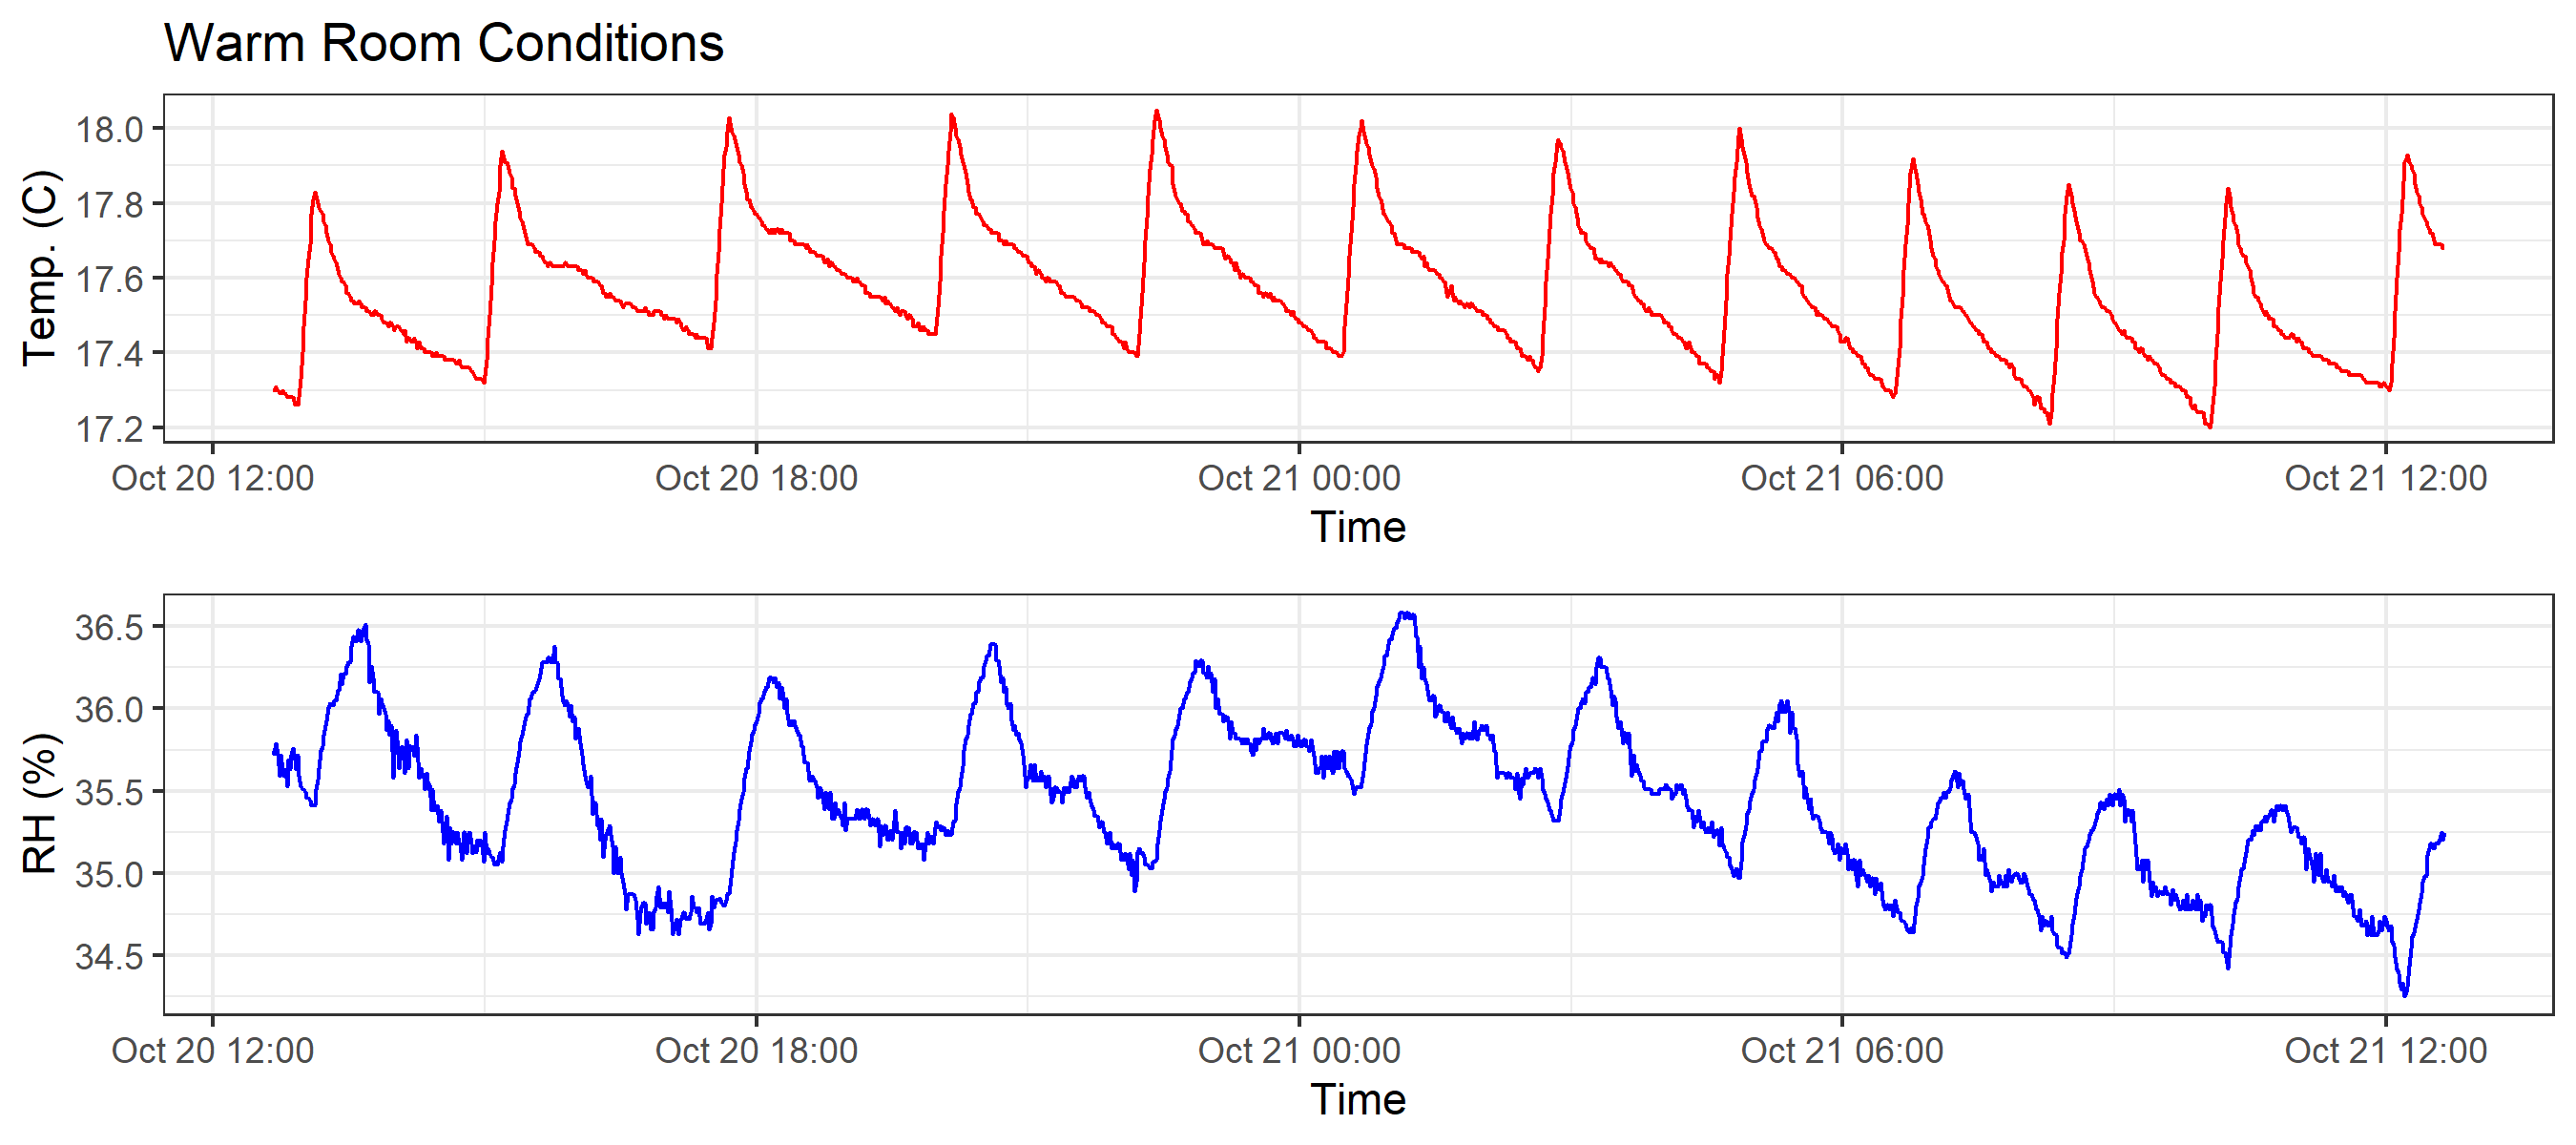 Warm Room Conditions
Temp. (C)
18.0
17.8
17.6
17.4
17.2
Oct 20 12:00 Oct 20 18:00 Oct 21 00:00 Oct 21 06:00 Oct 21 12:00
Time
RH (%)
36.5
36.0
35.5
35.0
34.5
Oct 20 12:00 Oct 20 18:00 Oct 21 00:00 Oct 21 06:00 Oct 21 12:00
Time